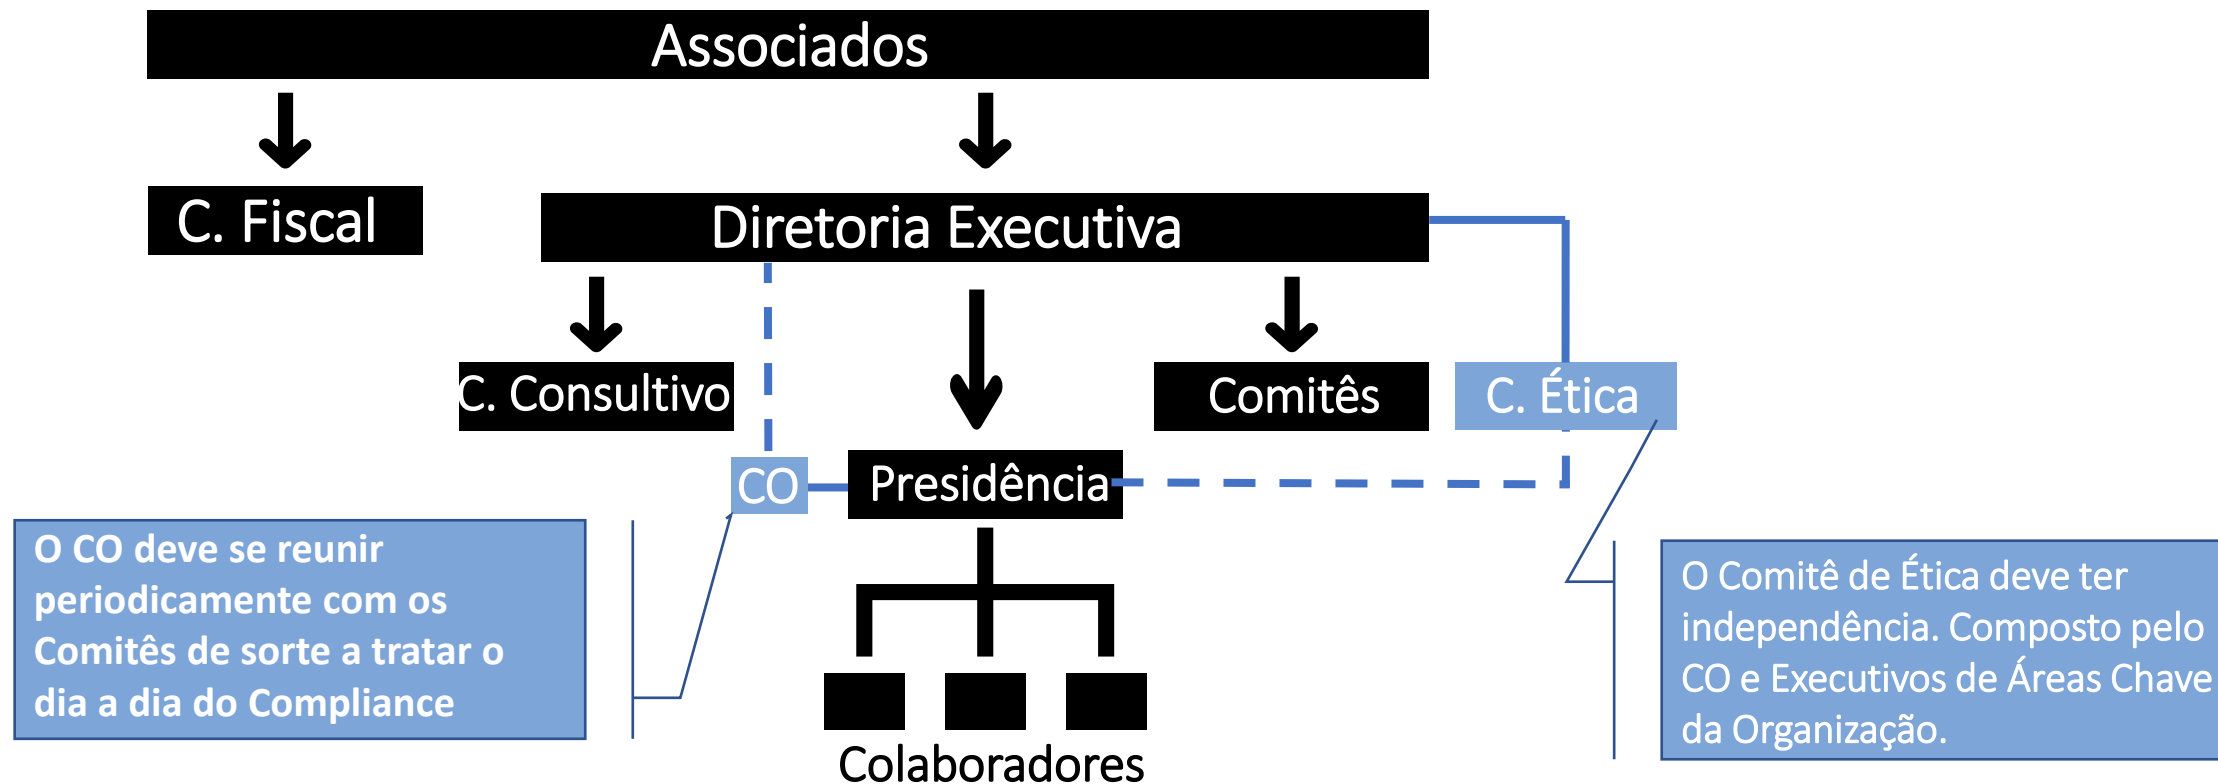 Associados
C. Fiscal
Diretoria Executiva
C. Consultivo
Comitês
C. Ética
CO
Presidência
O CO deve se reunir
periodicamente com os
Comitês de sorte a tratar o
dia a dia do Compliance
O Comitê de Ética deve ter
independência. Composto pelo
CO e Executivos de Áreas Chave
da Organização.
Colaboradores